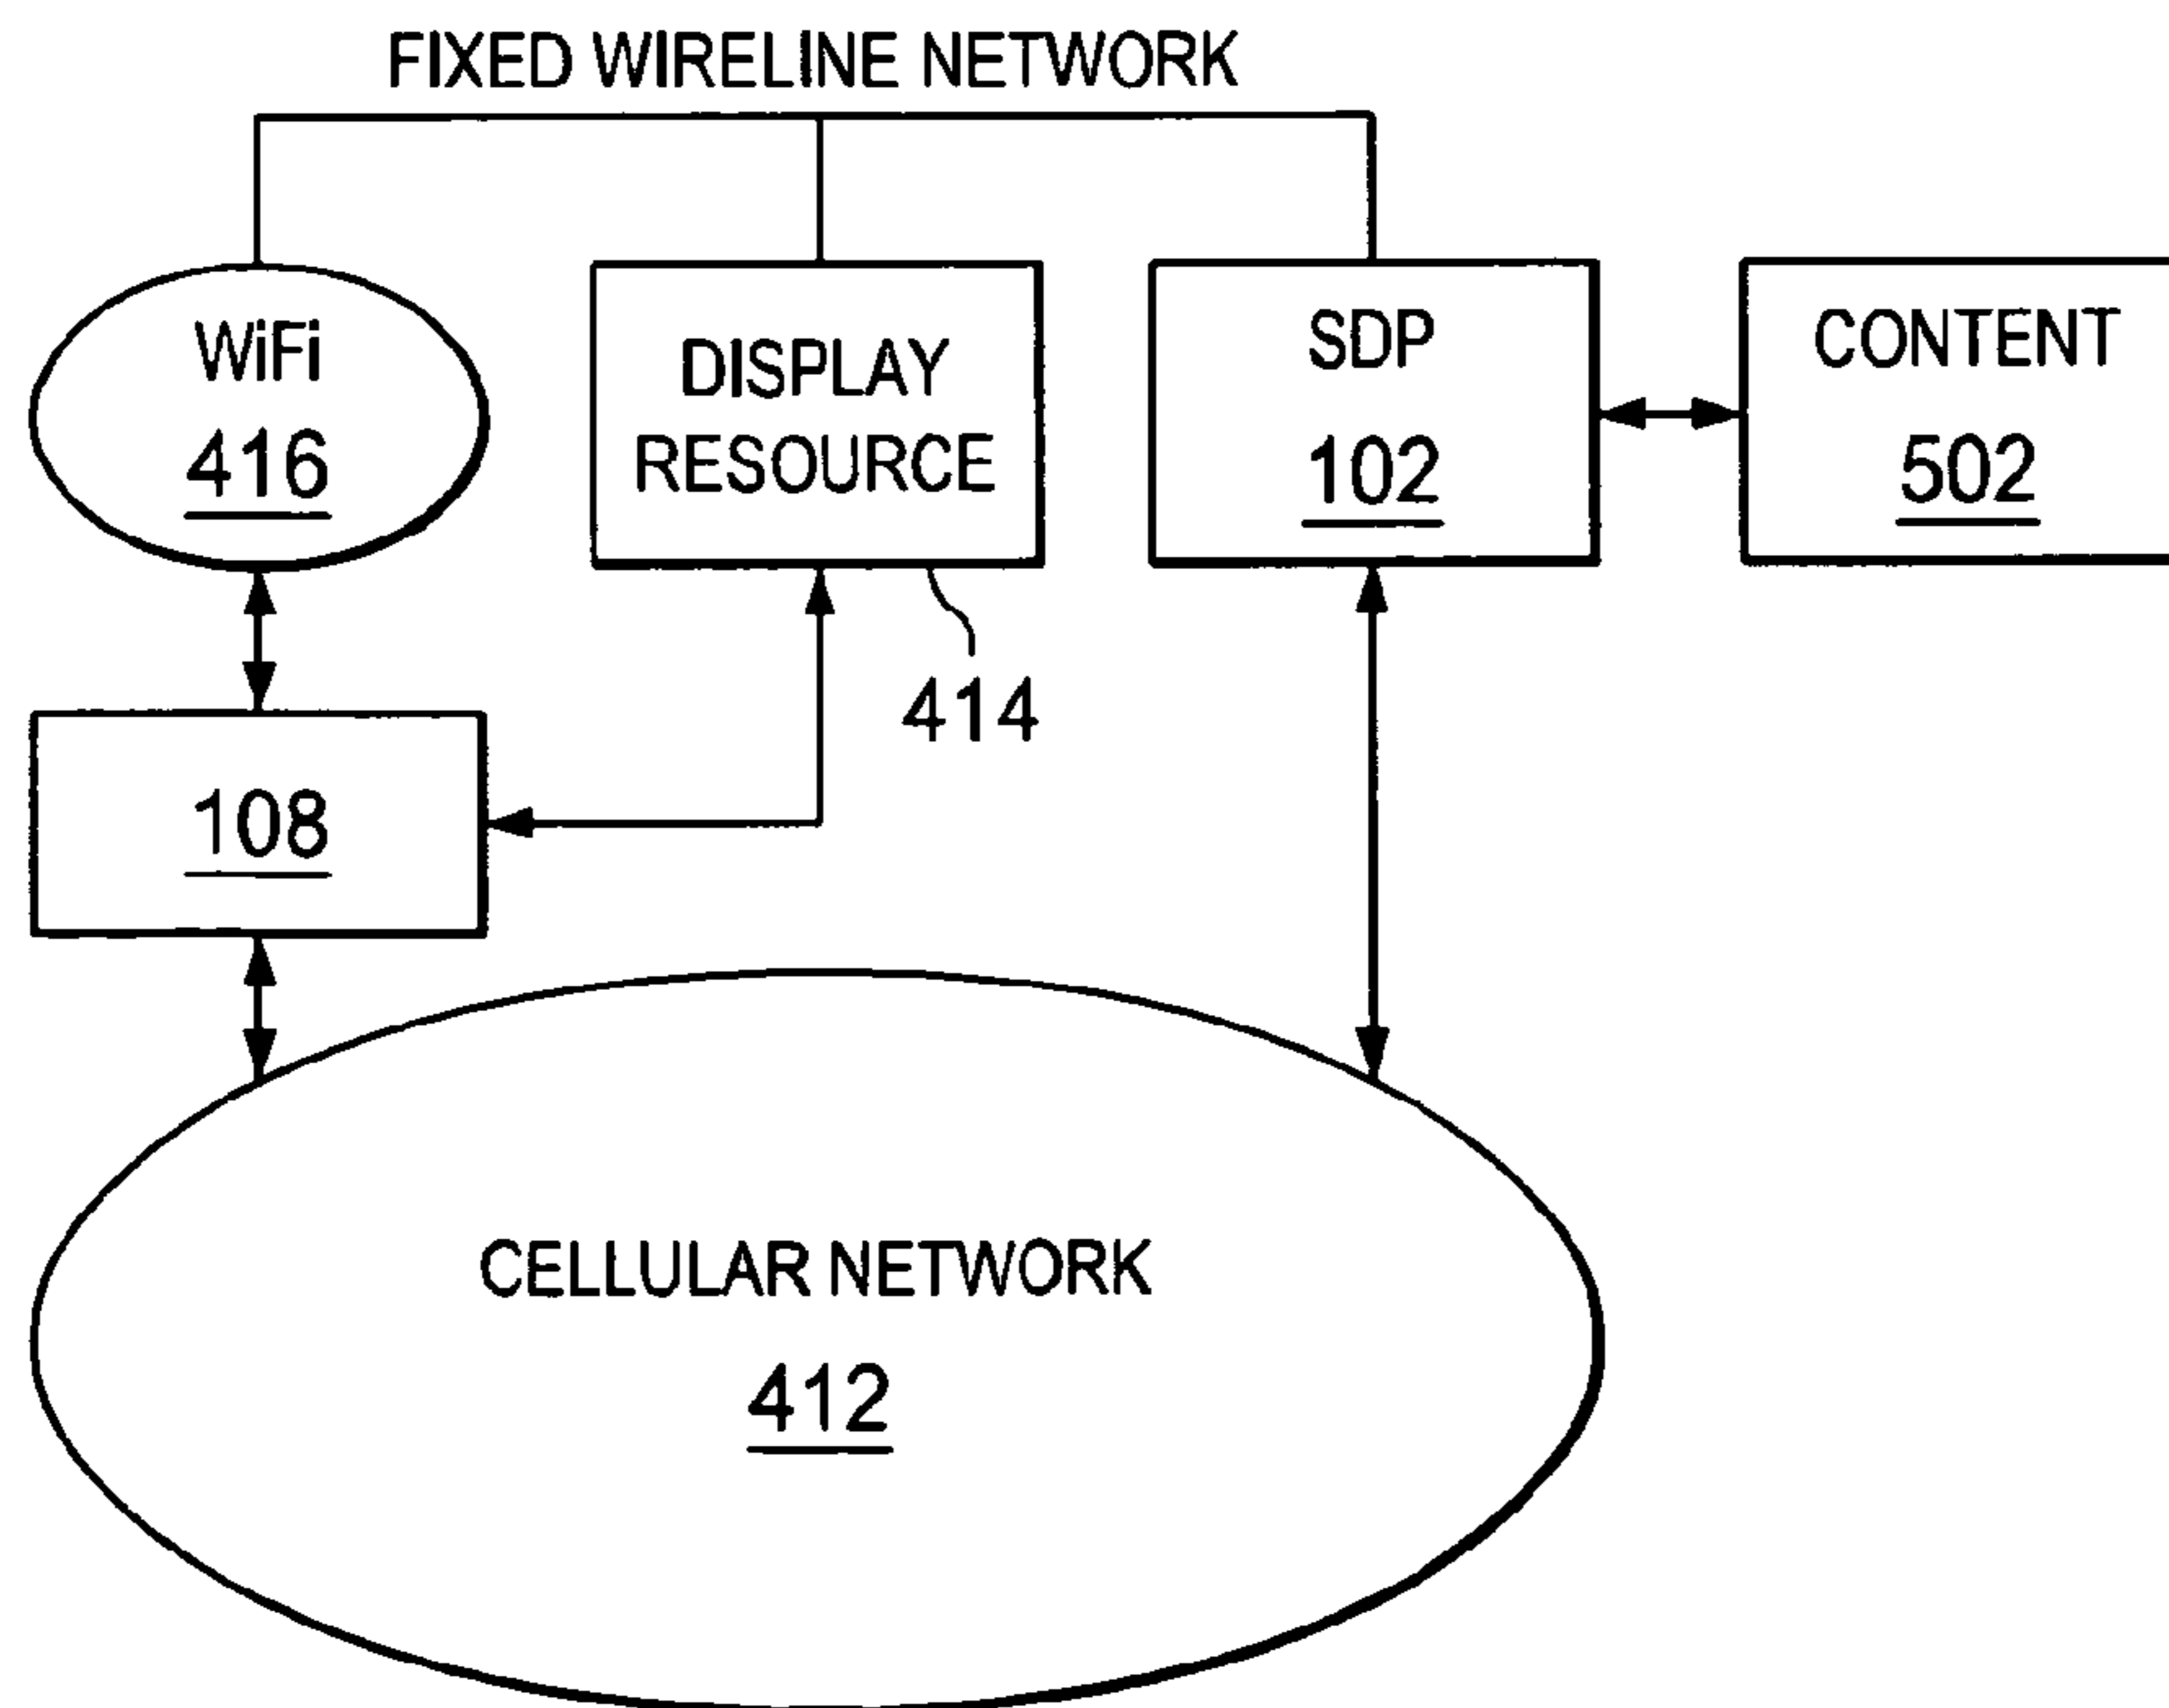 FIXED WIRELINE NETWORK
WiFi
416
DISPLAY
RESOURCE
SDP
102
CONTENT
502
414
108
CELLULAR NETWORK
412